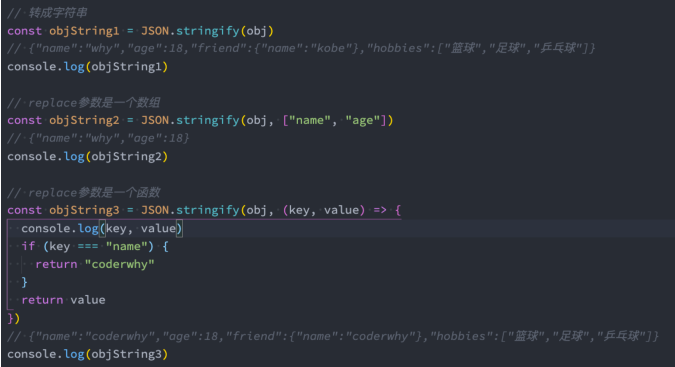 // 转成字符串
const objString1 = JSON.stringify(obj)
// {"name":"why","age":18,"friend":{"name":"kobe"},"hobbies":["篮球","足球","乒乓球"]}
console.log(objString1)
// replace参数是一个数组
const objString2 = JSON.stringify(obj, ["name", "age"])
// {"name":"why","age":18}
console.log(objString2)
// replace参数是一个函数
const objString3 = JSON.stringify(obj, (key, value) => {
  console.log(key, value)
  if (key === "name") {
    return "coderwhy"
  }
  return value
})
// {"name":"coderwhy","age":18,"friend":{"name":"coderwhy"},"hobbies":["篮球","足球","乒乓球"]}
console.log(objString3)